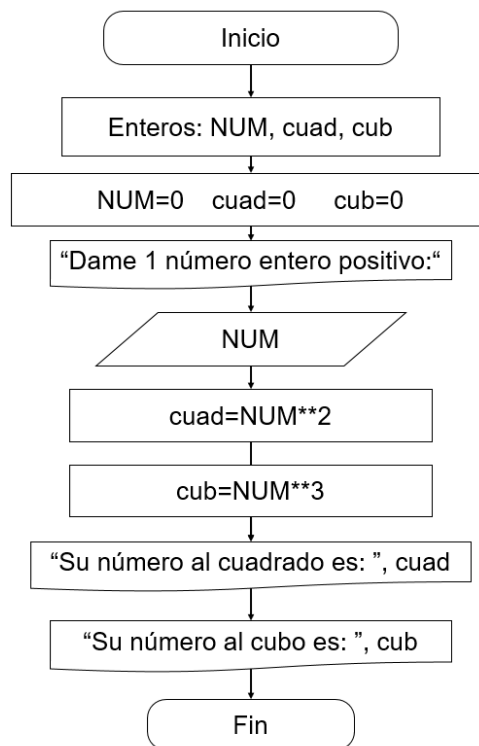 Inicio
Enteros: NUM, cuad, cub
NUM=0 cuad=0 cub=0
“Dame 1 número entero positivo:“
NUM
cuad=NUM**2
cub=NUM**3
“Su número al cuadrado es: ”, cuad
“Su número al cubo es: ”, cub
Fin